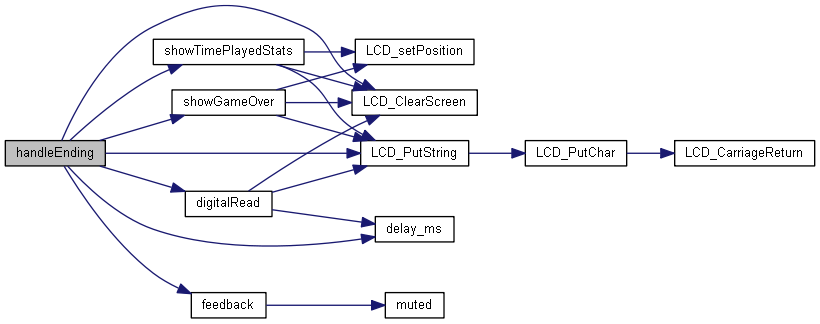 showTimePlayedStats
LCD_setPosition
showGameOver
LCD_ClearScreen
handleEnding
LCD_PutString
LCD_PutChar
LCD_CarriageReturn
digitalRead
delay_ms
feedback
muted